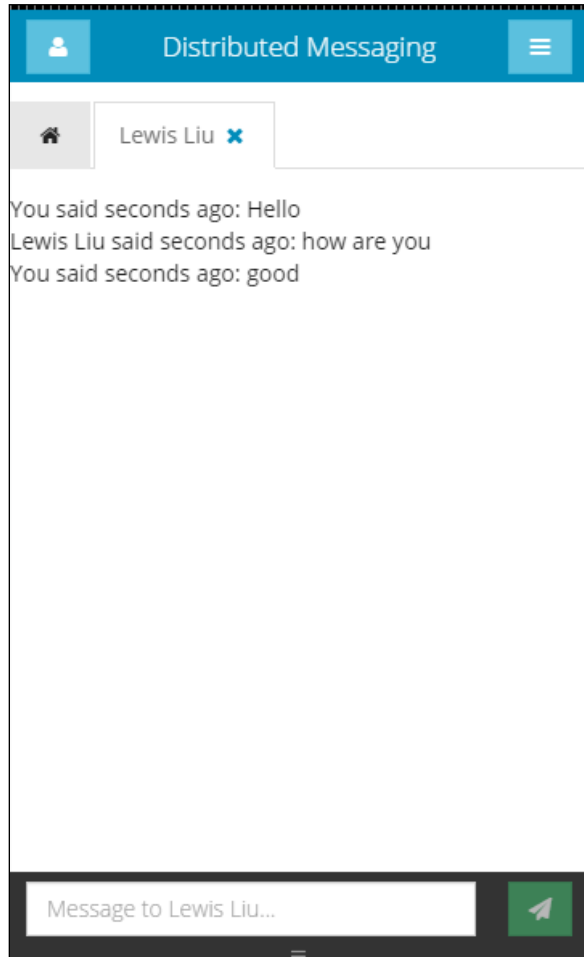 Distributed Messaging
Lewis Liu
You said seconds ago: Hello
Lewis Liu said seconds ago: how are you
You said seconds ago: good
Message to Lewis Liu...